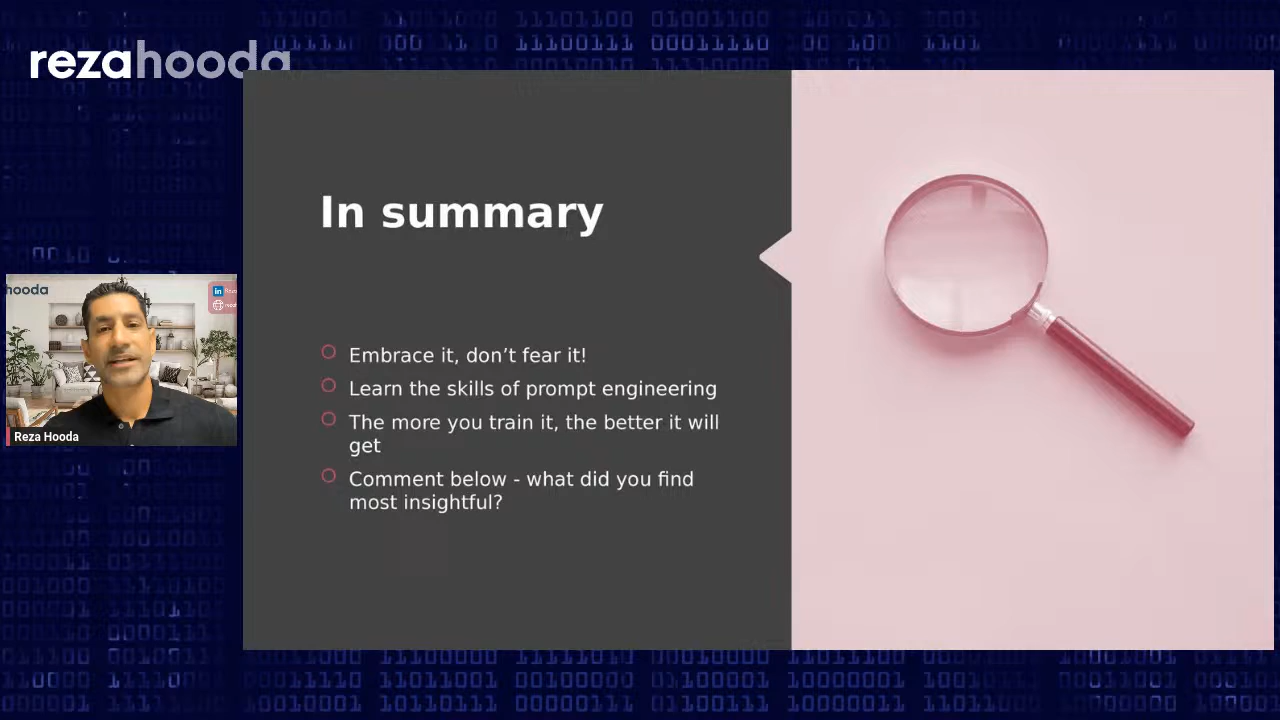 rezahooda
In summary
Embrace it, don’t fear it!
Learn the skills of prompt engineering
The more you train it, the better it will
get
Comment below - what did you find
most insightful?
hooda
Reza Hooda